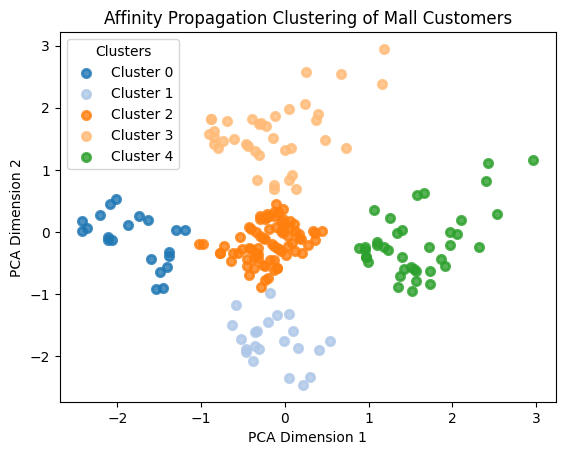 Affinity Propagation Clustering of Mall Customers
Clusters
Cluster 0
Cluster 1
Cluster 2
Cluster 3
Cluster 4
PCA Dimension 2
3
2
1
0
−1
−2
−2
−1
0
1
2
3
PCA Dimension 1